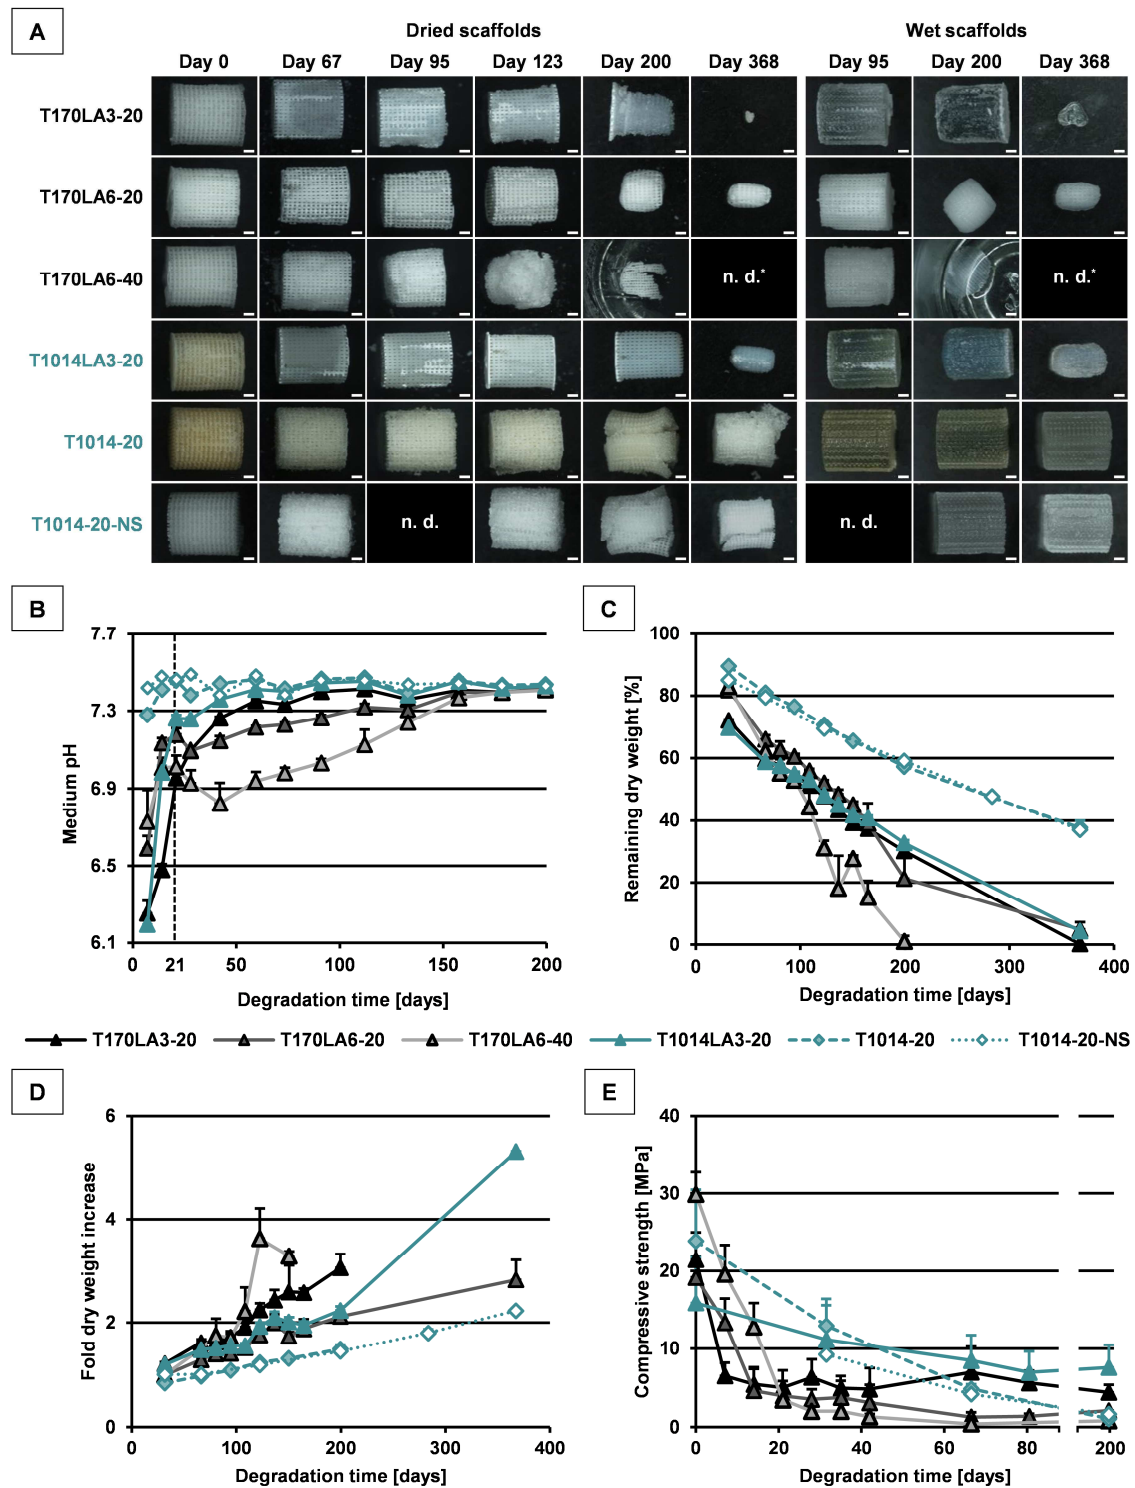 A
Dried scaffolds
Wet scaffolds
Day 0 Day 67 Day 95 Day 123 Day 200 Day 368 Day 95 Day 200 Day 368
T170LA3-20
T170LA6-20
T170LA6-40
n. d.* n. d.*
T1014LA3-20
T1014-20
T1014-20-NS
n. d. n. d.
B
7.7
7.3
6.9
6.5
6.1
Medium pH
0 21 50 100 150 200
Degradation time [days]
C
100
80
60
40
20
0
Remaining dry weight [%]
0 100 200 300 400
Degradation time [days]
T170LA3-20 T170LA6-20 T170LA6-40 T1014LA3-20 T1014-20 T1014-20-NS
D
6
4
2
0
Fold dry weight increase
0 100 200 300 400
Degradation time [days]
E
40
30
20
10
0
Compressive strength [MPa]
0 20 40 60 80 200
Degradation time [days]